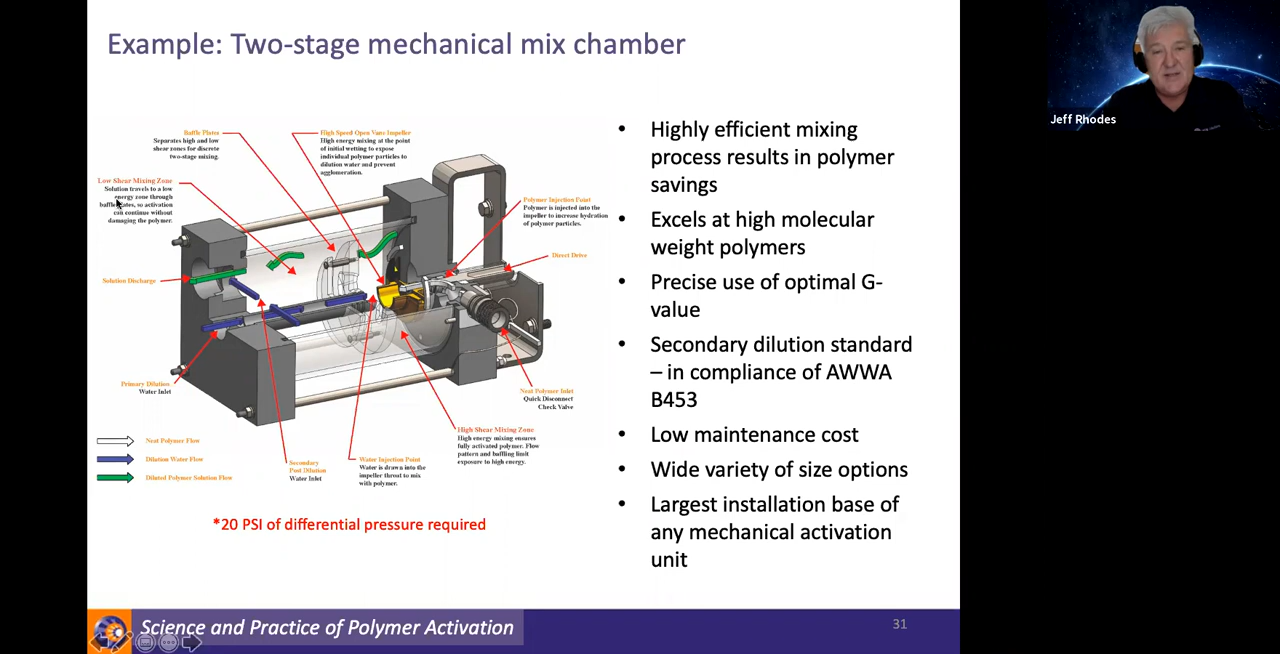 Example: Two-stage mechanical mix chamber
Jeff Rhodes
Baffle Plates
Separates high and low
shear zones for discrete
two-stage mixing.
High Speed Open Vane Impeller
High energy mixing at the point
of initial wetting to expose
individual polymer particles to
dilution water and prevent
agglomeration.
Low Shear Mixing Zone
Solution travels to a low
energy zone through
baffle plates, so activation
can continue without
damaging the polymer.
Polymer Injection Point
Polymer is injected into the
impeller to increase hydration
of polymer particles.
Direct Drive
Solution Discharge
Primary Dilution
Water Inlet
Neat Polymer Inlet
Quick Disconnect
Check Valve
High Shear Mixing Zone
High energy mixing ensures
fully activated polymer. Flow
pattern and baffling limit
exposure to high energy.
Secondary
Post Dilution
Water Inlet
Water Injection Point
Water is drawn into the
impeller throat to mix
with polymer.
Neat Polymer Flow
Dilution Water Flow
Diluted Polymer Solution Flow
*20 PSI of differential pressure required
• Highly efficient mixing
process results in polymer
savings
• Excels at high molecular
weight polymers
• Precise use of optimal G-
value
• Secondary dilution standard
– in compliance of AWWA
B453
• Low maintenance cost
• Wide variety of size options
• Largest installation base of
any mechanical activation
unit
Science and Practice of Polymer Activation
31